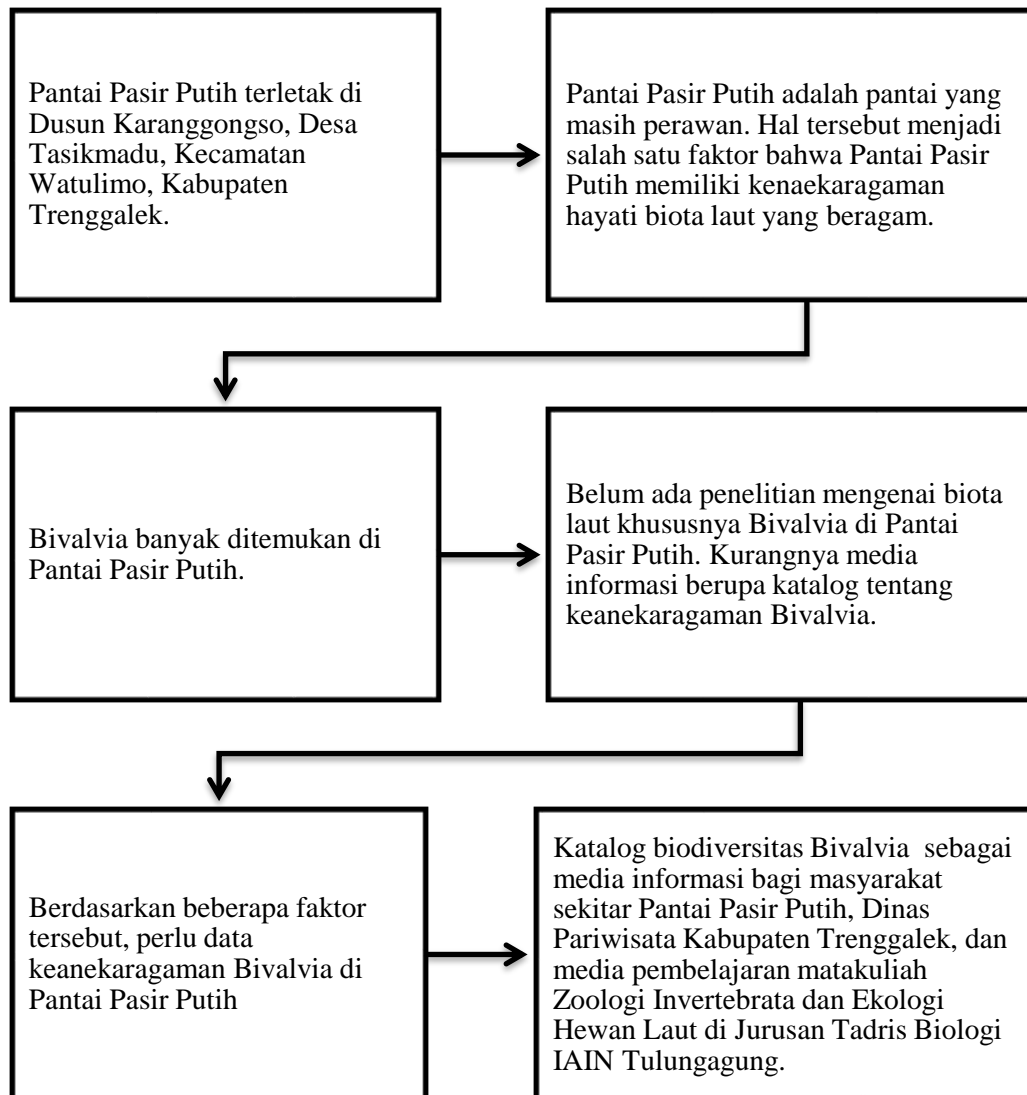 Pantai Pasir Putih terletak di
Dusun Karanggongso, Desa
Tasikmadu, Kecamatan
Watulimo, Kabupaten
Trenggalek.
Pantai Pasir Putih adalah pantai yang
masih perawan. Hal tersebut menjadi
salah satu faktor bahwa Pantai Pasir
Putih memiliki kenaekaragaman
hayati biota laut yang beragam.
Bivalvia banyak ditemukan di
Pantai Pasir Putih.
Belum ada penelitian mengenai biota
laut khususnya Bivalvia di Pantai
Pasir Putih. Kurangnya media
informasi berupa katalog tentang
keanekaragaman Bivalvia.
Berdasarkan beberapa faktor
tersebut, perlu data
keanekaragaman Bivalvia di
Pantai Pasir Putih
Katalog biodiversitas Bivalvia  sebagai
media informasi bagi masyarakat
sekitar Pantai Pasir Putih, Dinas
Pariwisata Kabupaten Trenggalek, dan
media pembelajaran matakuliah
Zoologi Invertebrata dan Ekologi
Hewan Laut di Jurusan Tadris Biologi
IAIN Tulungagung.